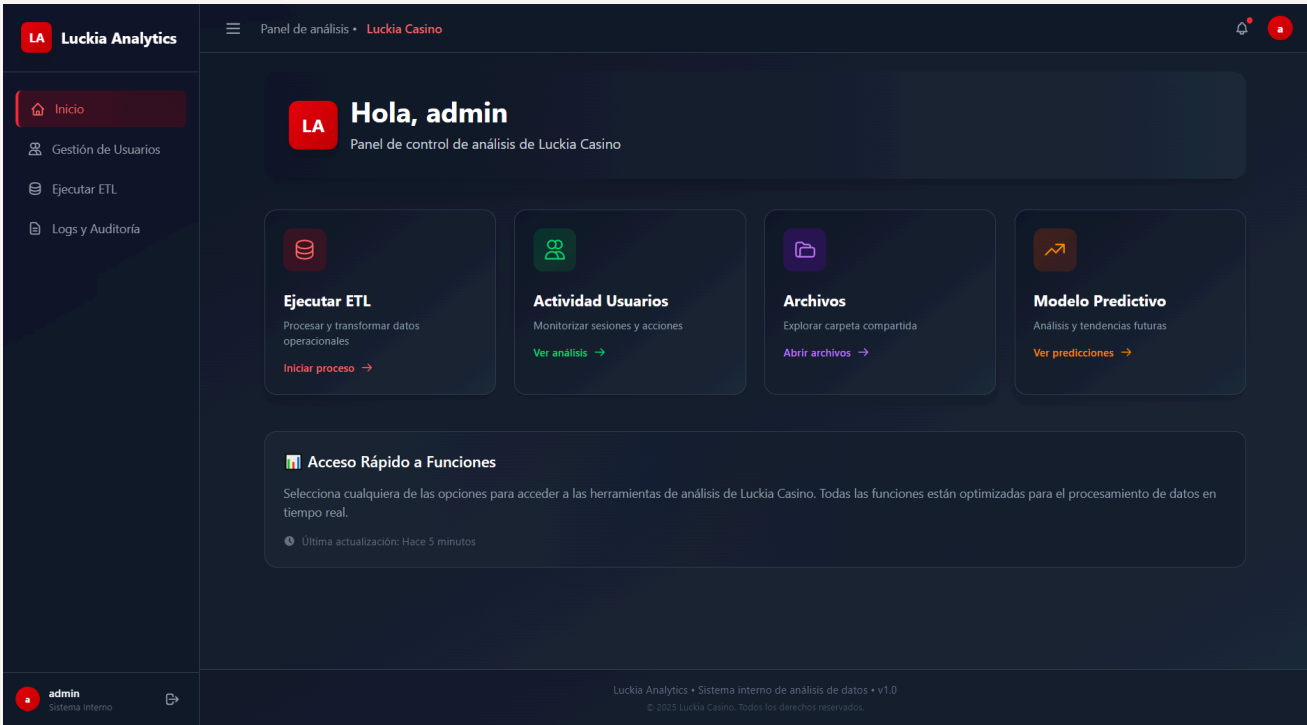 LA Luckia Analytics
Panel de análisis • Luckia Casino
a
Inicio
Gestión de Usuarios
Ejecutar ETL
Logs y Auditoría
LA
Hola, admin
Panel de control de análisis de Luckia Casino
Ejecutar ETL
Procesar y transformar datos
operacionales
Iniciar proceso →
Actividad Usuarios
Monitorizar sesiones y acciones
Ver análisis →
Archivos
Explorar carpeta compartida
Abrir archivos →
Modelo Predictivo
Análisis y tendencias futuras
Ver predicciones →
Acceso Rápido a Funciones
Selecciona cualquiera de las opciones para acceder a las herramientas de análisis de Luckia Casino. Todas las funciones están optimizadas para el procesamiento de datos en
tiempo real.
Última actualización: Hace 5 minutos
a
admin
Sistema Interno
Luckia Analytics • Sistema interno de análisis de datos • v1.0
© 2025 Luckia Casino. Todos los derechos reservados.